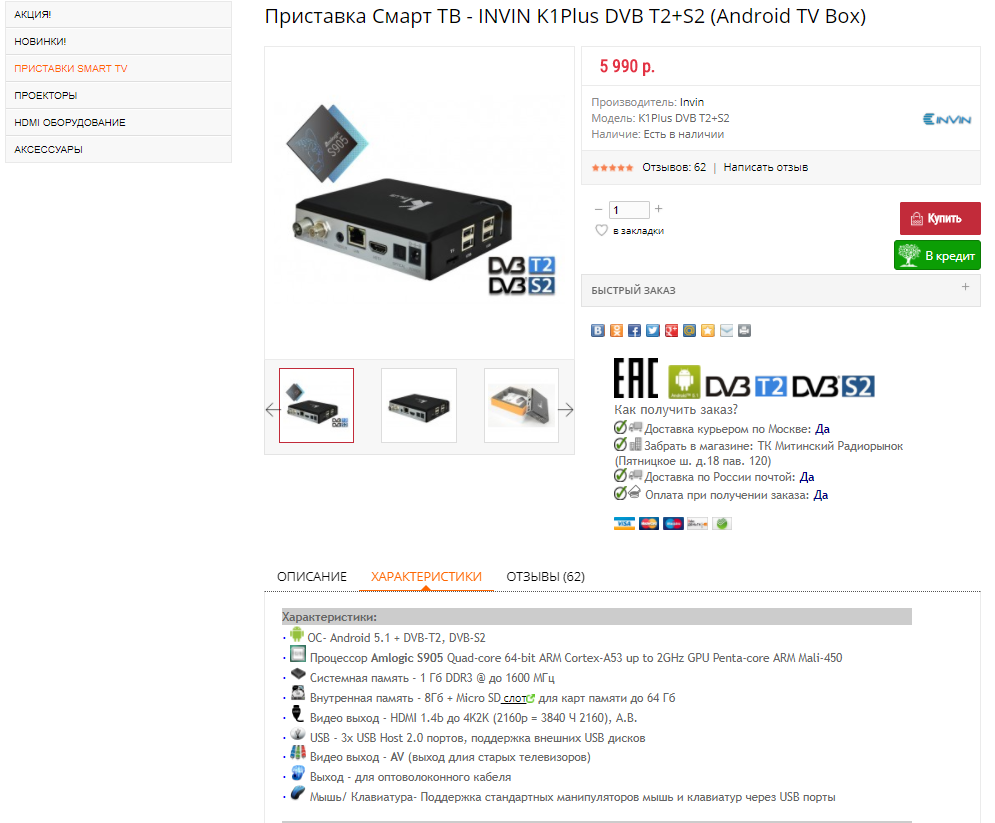 АКЦИЯ!
НОВИНКИ!
ПРИСТАВКИ SMART TV
ПРОЕКТОРЫ
HDMI ОБОРУДОВАНИЕ
АКСЕССУАРЫ
Приставка Смарт ТВ - INVIN K1Plus DVB T2+S2 (Android TV Box)
Amlogic
S905
K1 PLUS
DVB T2
DVB S2
5 990 р.
Производитель: Invin
Модель: K1Plus DVB T2+S2
Наличие: Есть в наличии
INVIN
Отзывов: 62 | Написать отзыв
− 1 +
в закладки
Купить
В кредит
БЫСТРЫЙ ЗАКАЗ +
EAC DVB T2 DVB S2
Как получить заказ?
Доставка курьером по Москве: Да
Забрать в магазине: ТК Митинский Радиорынок
(Пятницкое ш. д.18 пав. 120)
Доставка по России почтой: Да
Оплата при получении заказа: Да
VISA
ОПИСАНИЕ ХАРАКТЕРИСТИКИ ОТЗЫВЫ (62)
Характеристики:
· ОС- Android 5.1 + DVB-T2, DVB-S2
· Процессор Amlogic S905 Quad-core 64-bit ARM Cortex-A53 up to 2GHz GPU Penta-core ARM Mali-450
· Системная память - 1 Гб DDR3 @ до 1600 МГц
· Внутренная память - 8Гб + Micro SD слот для карт памяти до 64 Гб
· Видео выход - HDMI 1.4b до 4K2K (2160p = 3840 Ч 2160), А.В.
· USB - 3x USB Host 2.0 портов, поддержка внешних USB дисков
· Видео выход - AV (выход длия старых телевизоров)
· Выход - для оптоволоконного кабеля
· Мышь/ Клавиатура- Поддержка стандартных манипуляторов мышь и клавиатур через USB порты